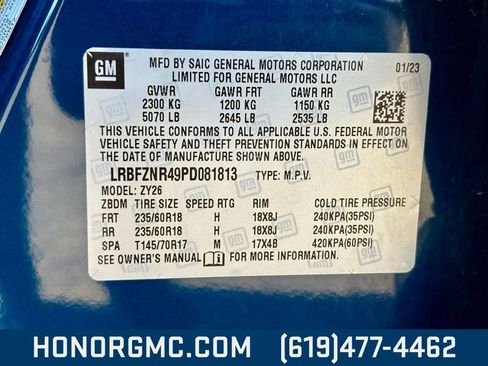 GM
MFD BY SAIC GENERAL MOTORS CORPORATION 01/23
LIMITED FOR GENERAL MOTORS LLC
GVWR GAWR FRT GAWR RR
2300 KG 1200 KG 1150 KG
5070 LB 2645 LB 2535 LB
THIS VEHICLE CONFORMS TO ALL APPLICABLE U.S. FEDERAL MOTOR
VEHICLE SAFETY AND THEFT PREVENTION STANDARDS IN EFFECT ON
THE DATE OF MANUFACTURE SHOWN ABOVE.
LRBFZNR49PD081813 TYPE: M.P.V.
MODEL: ZY26
ZBDM TIRE SIZE SPEED RTG RIM COLD TIRE PRESSURE
FRT 235/60R18 H 18X8J 240KPA(35PSI)
RR 235/60R18 H 18X8J 240KPA(35PSI)
SPA T145/70R17 M 17X4B 420KPA(60PSI)
SEE OWNER'S MANUAL FOR MORE INFORMATION.
HONORGMC.COM (619)477-4462